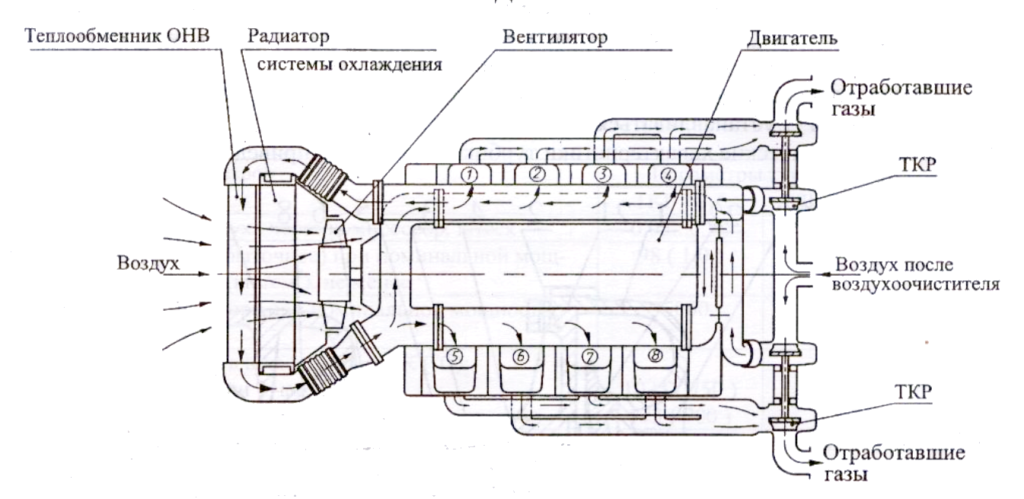 Теплообменник ОНВ
Радиатор
системы охлаждения
Вентилятор
Двигатель
Отработавшие
газы
ТКР
1 2 3 4
Воздух
Воздух после
воздухоочистителя
5 6 7 8
ТКР
Отработавшие
газы